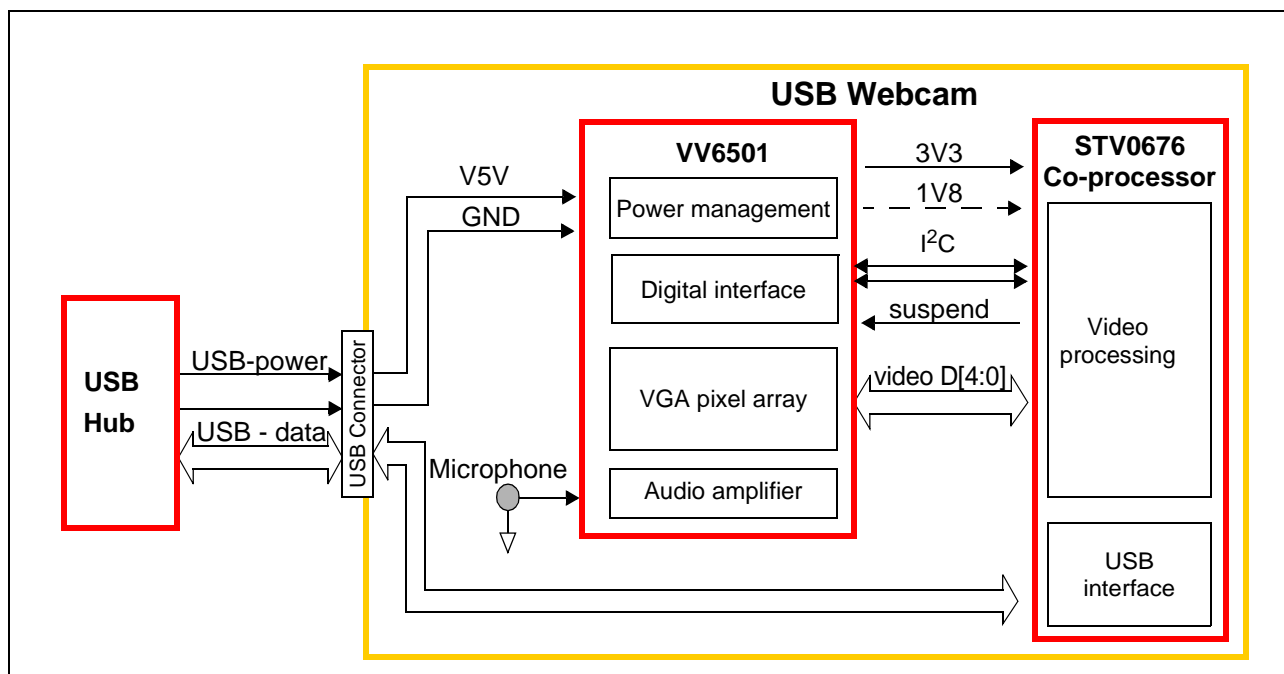 USB Webcam
VV6501
STV0676
Co-processor
V5V
GND
Power management
Digital interface
VGA pixel array
Audio amplifier
3V3
1V8
I²C
suspend
video D[4:0]
Video
processing
USB
interface
USB
Hub
USB-power
USB - data
USB Connector
Microphone